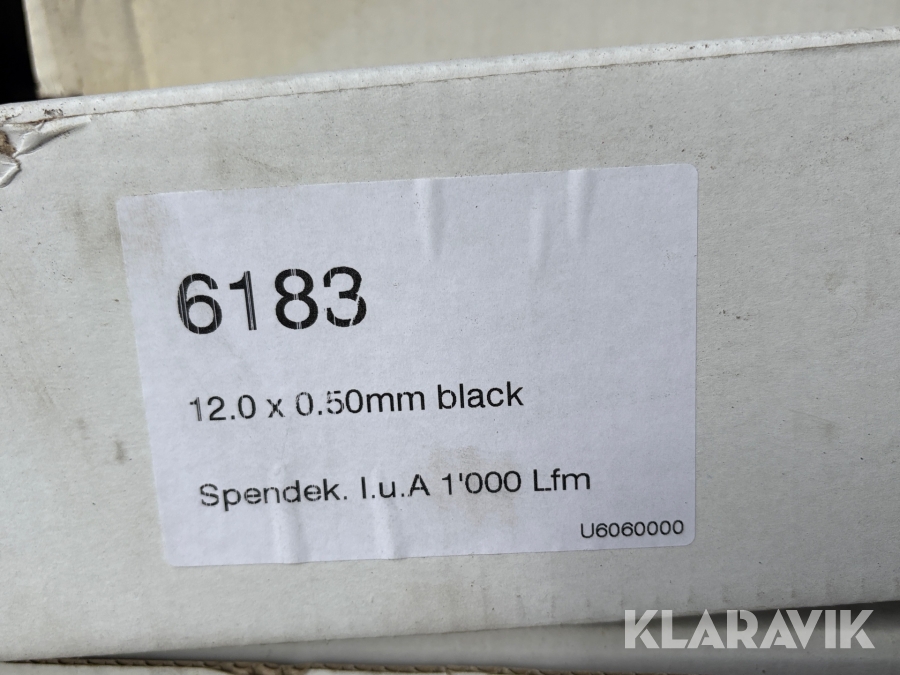 6183
12.0 x 0.50mm black
Spendek. I.u.A 1'000 Lfm
U6060000
KLARAVIK